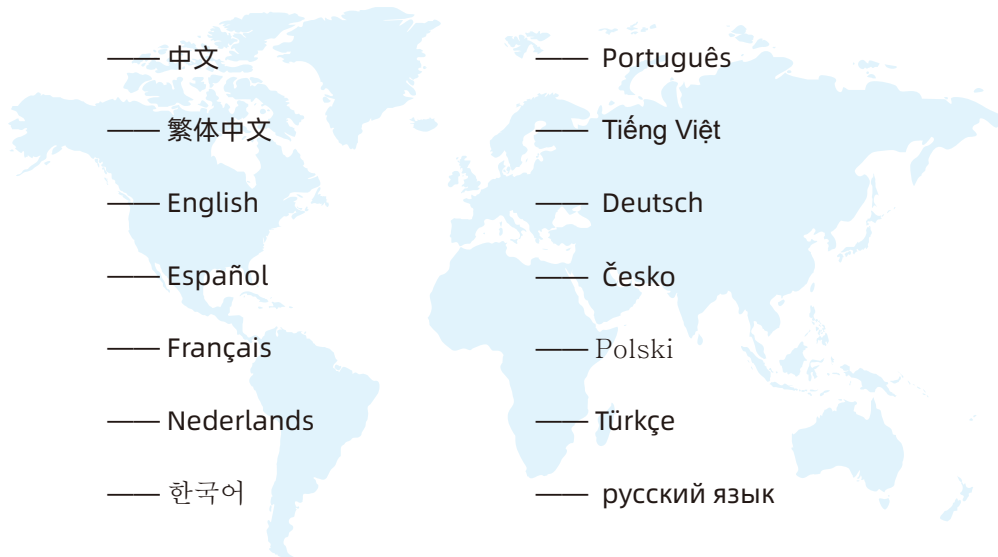 —— 中文
—— 繁体中文
—— English
—— Español
—— Français
—— Nederlands
—— 한국어
—— Português
—— Tiếng Việt
—— Deutsch
—— Česko
—— Polski
—— Türkçe
—— русский язык